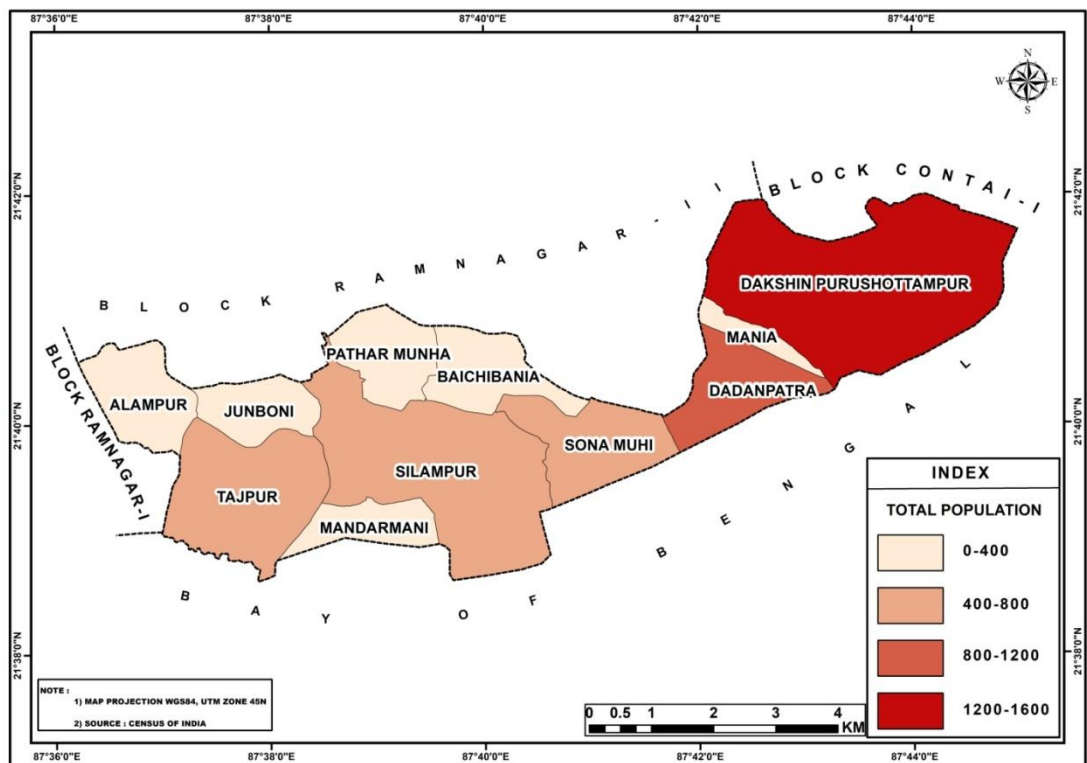 87°36'0"E 87°38'0"E 87°40'0"E 87°42'0"E 87°44'0"E
N
W E
S
21°42'0"N 21°42'0"N
BLOCK CONTAI-I
BLOCK RAMNAGAR-II
DAKSHIN PURUSHOTTAMPUR
MANIA
PATHAR MUNHA
BAICHIBANIA
DADANPATRA
BLOCK RAMNAGAR-I
ALAMPUR
JUNBONI
21°40'0"N 21°40'0"N
SONA MUHI
SILAMPUR
TAJPUR
MANDARMANI
BAY OF BENGAL
INDEX
TOTAL POPULATION
0-400
400-800
800-1200
1200-1600
21°38'0"N 21°38'0"N
NOTE :
1) MAP PROJECTION WGS84, UTM ZONE 45N
2) SOURCE : CENSUS OF INDIA
0 0.5 1 2 3 4
KM
87°36'0"E 87°38'0"E 87°40'0"E 87°42'0"E 87°44'0"E